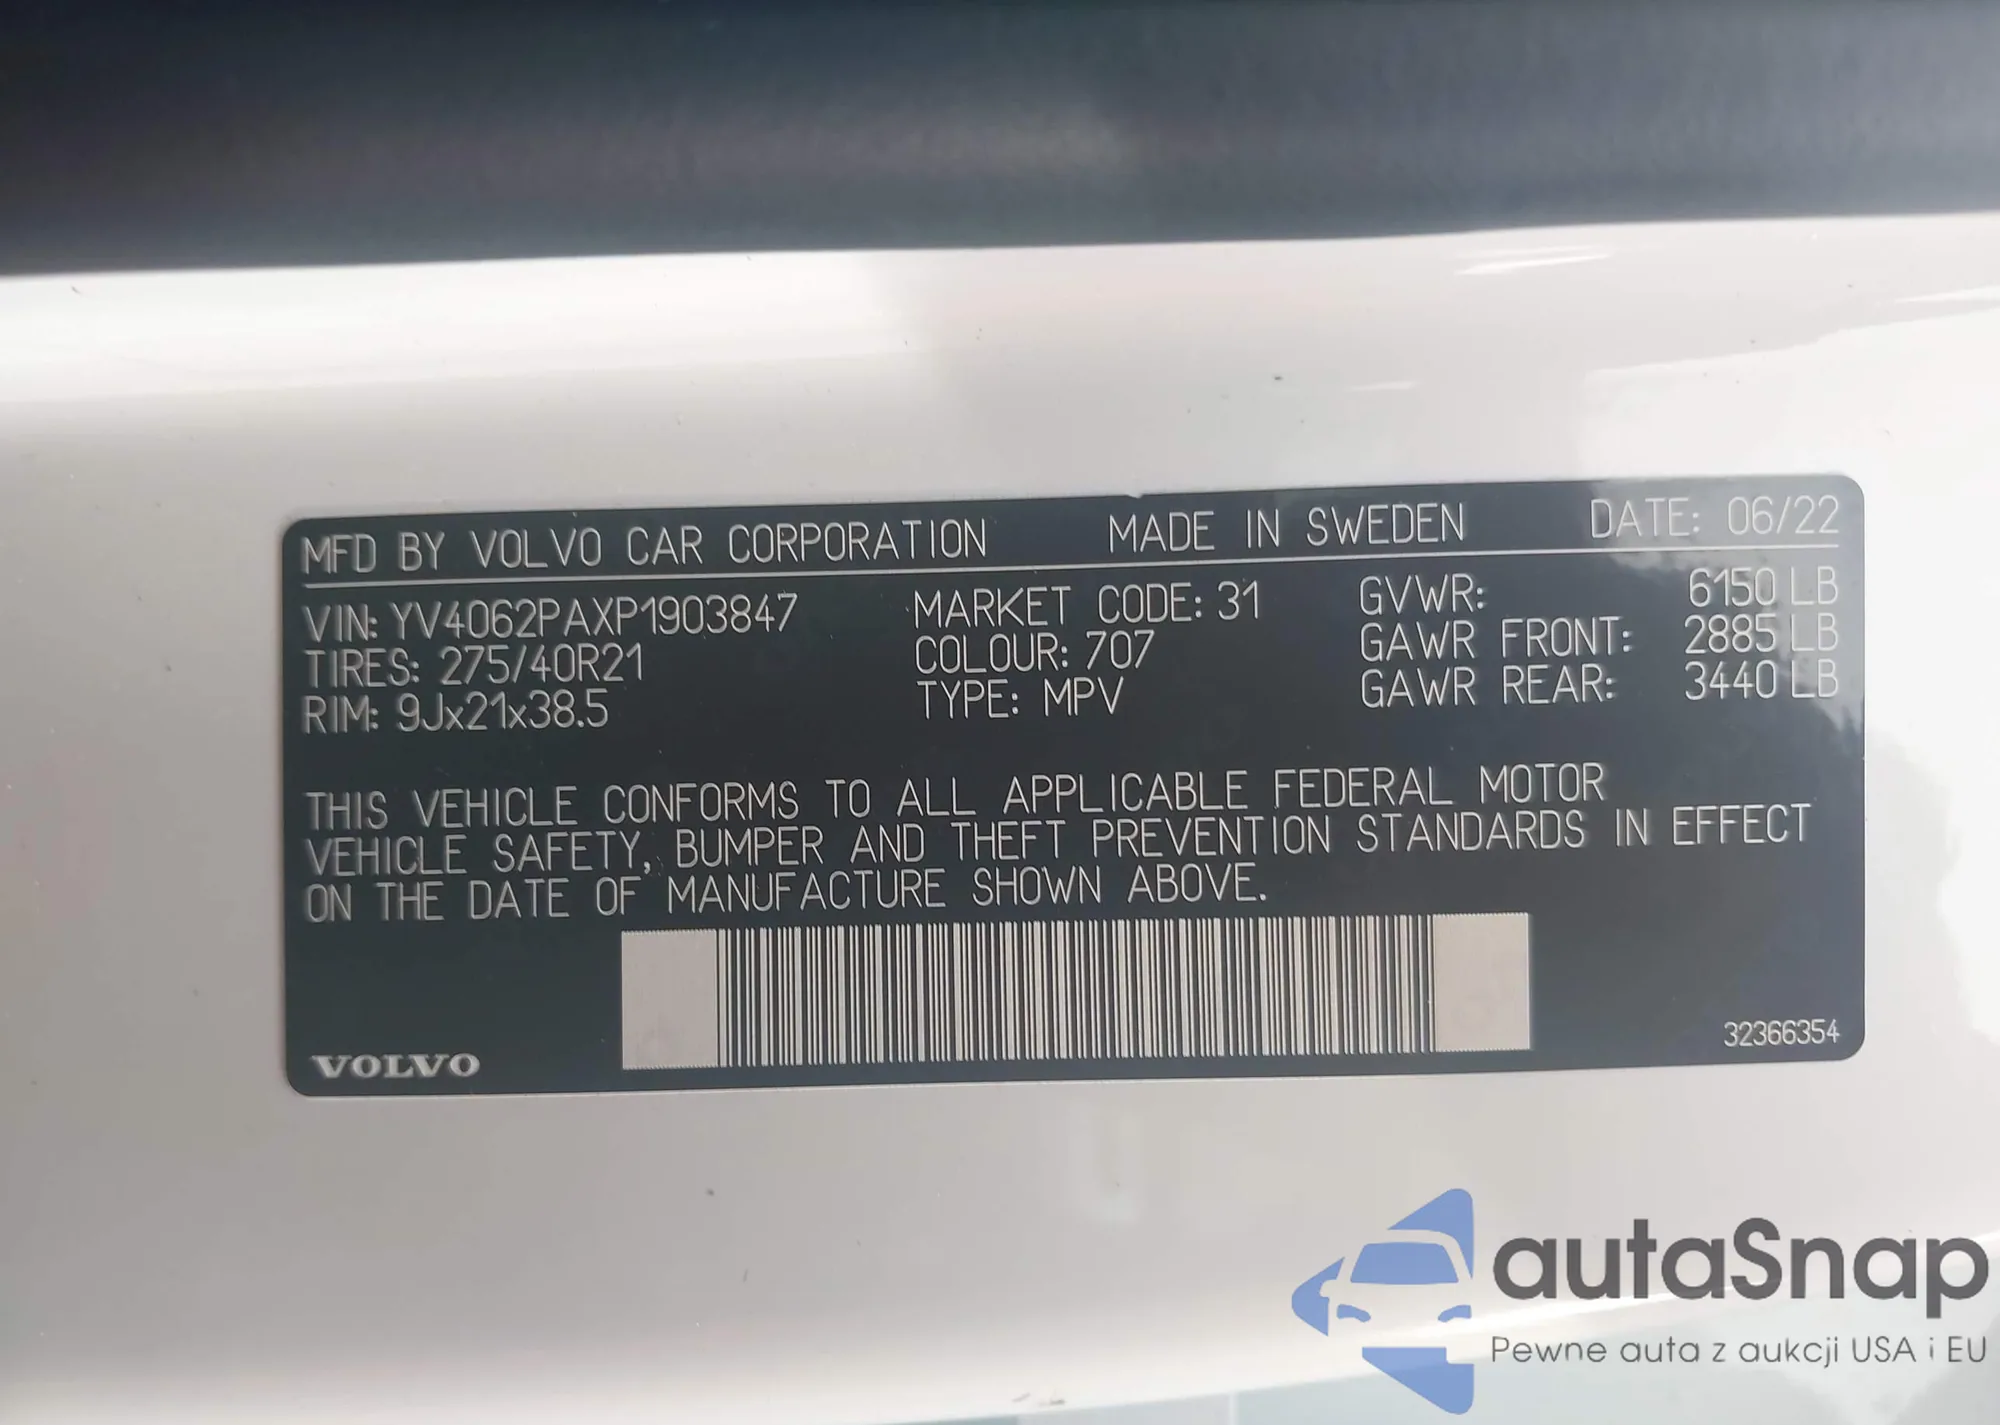 MFD BY VOLVO CAR CORPORATION MADE IN SWEDEN DATE: 06/22
VIN: YV4062PAXP1903847 MARKET CODE: 31 GVWR: 6150 LB
TIRES: 275/40R21 COLOUR: 707 GAWR FRONT: 2885 LB
RIM: 9Jx21x38.5 TYPE: MPV GAWR REAR: 3440 LB
THIS VEHICLE CONFORMS TO ALL APPLICABLE FEDERAL MOTOR
VEHICLE SAFETY, BUMPER AND THEFT PREVENTION STANDARDS IN EFFECT
ON THE DATE OF MANUFACTURE SHOWN ABOVE.
32366354
VOLVO
autaSnap
Pewne auta z aukcji USA i EU